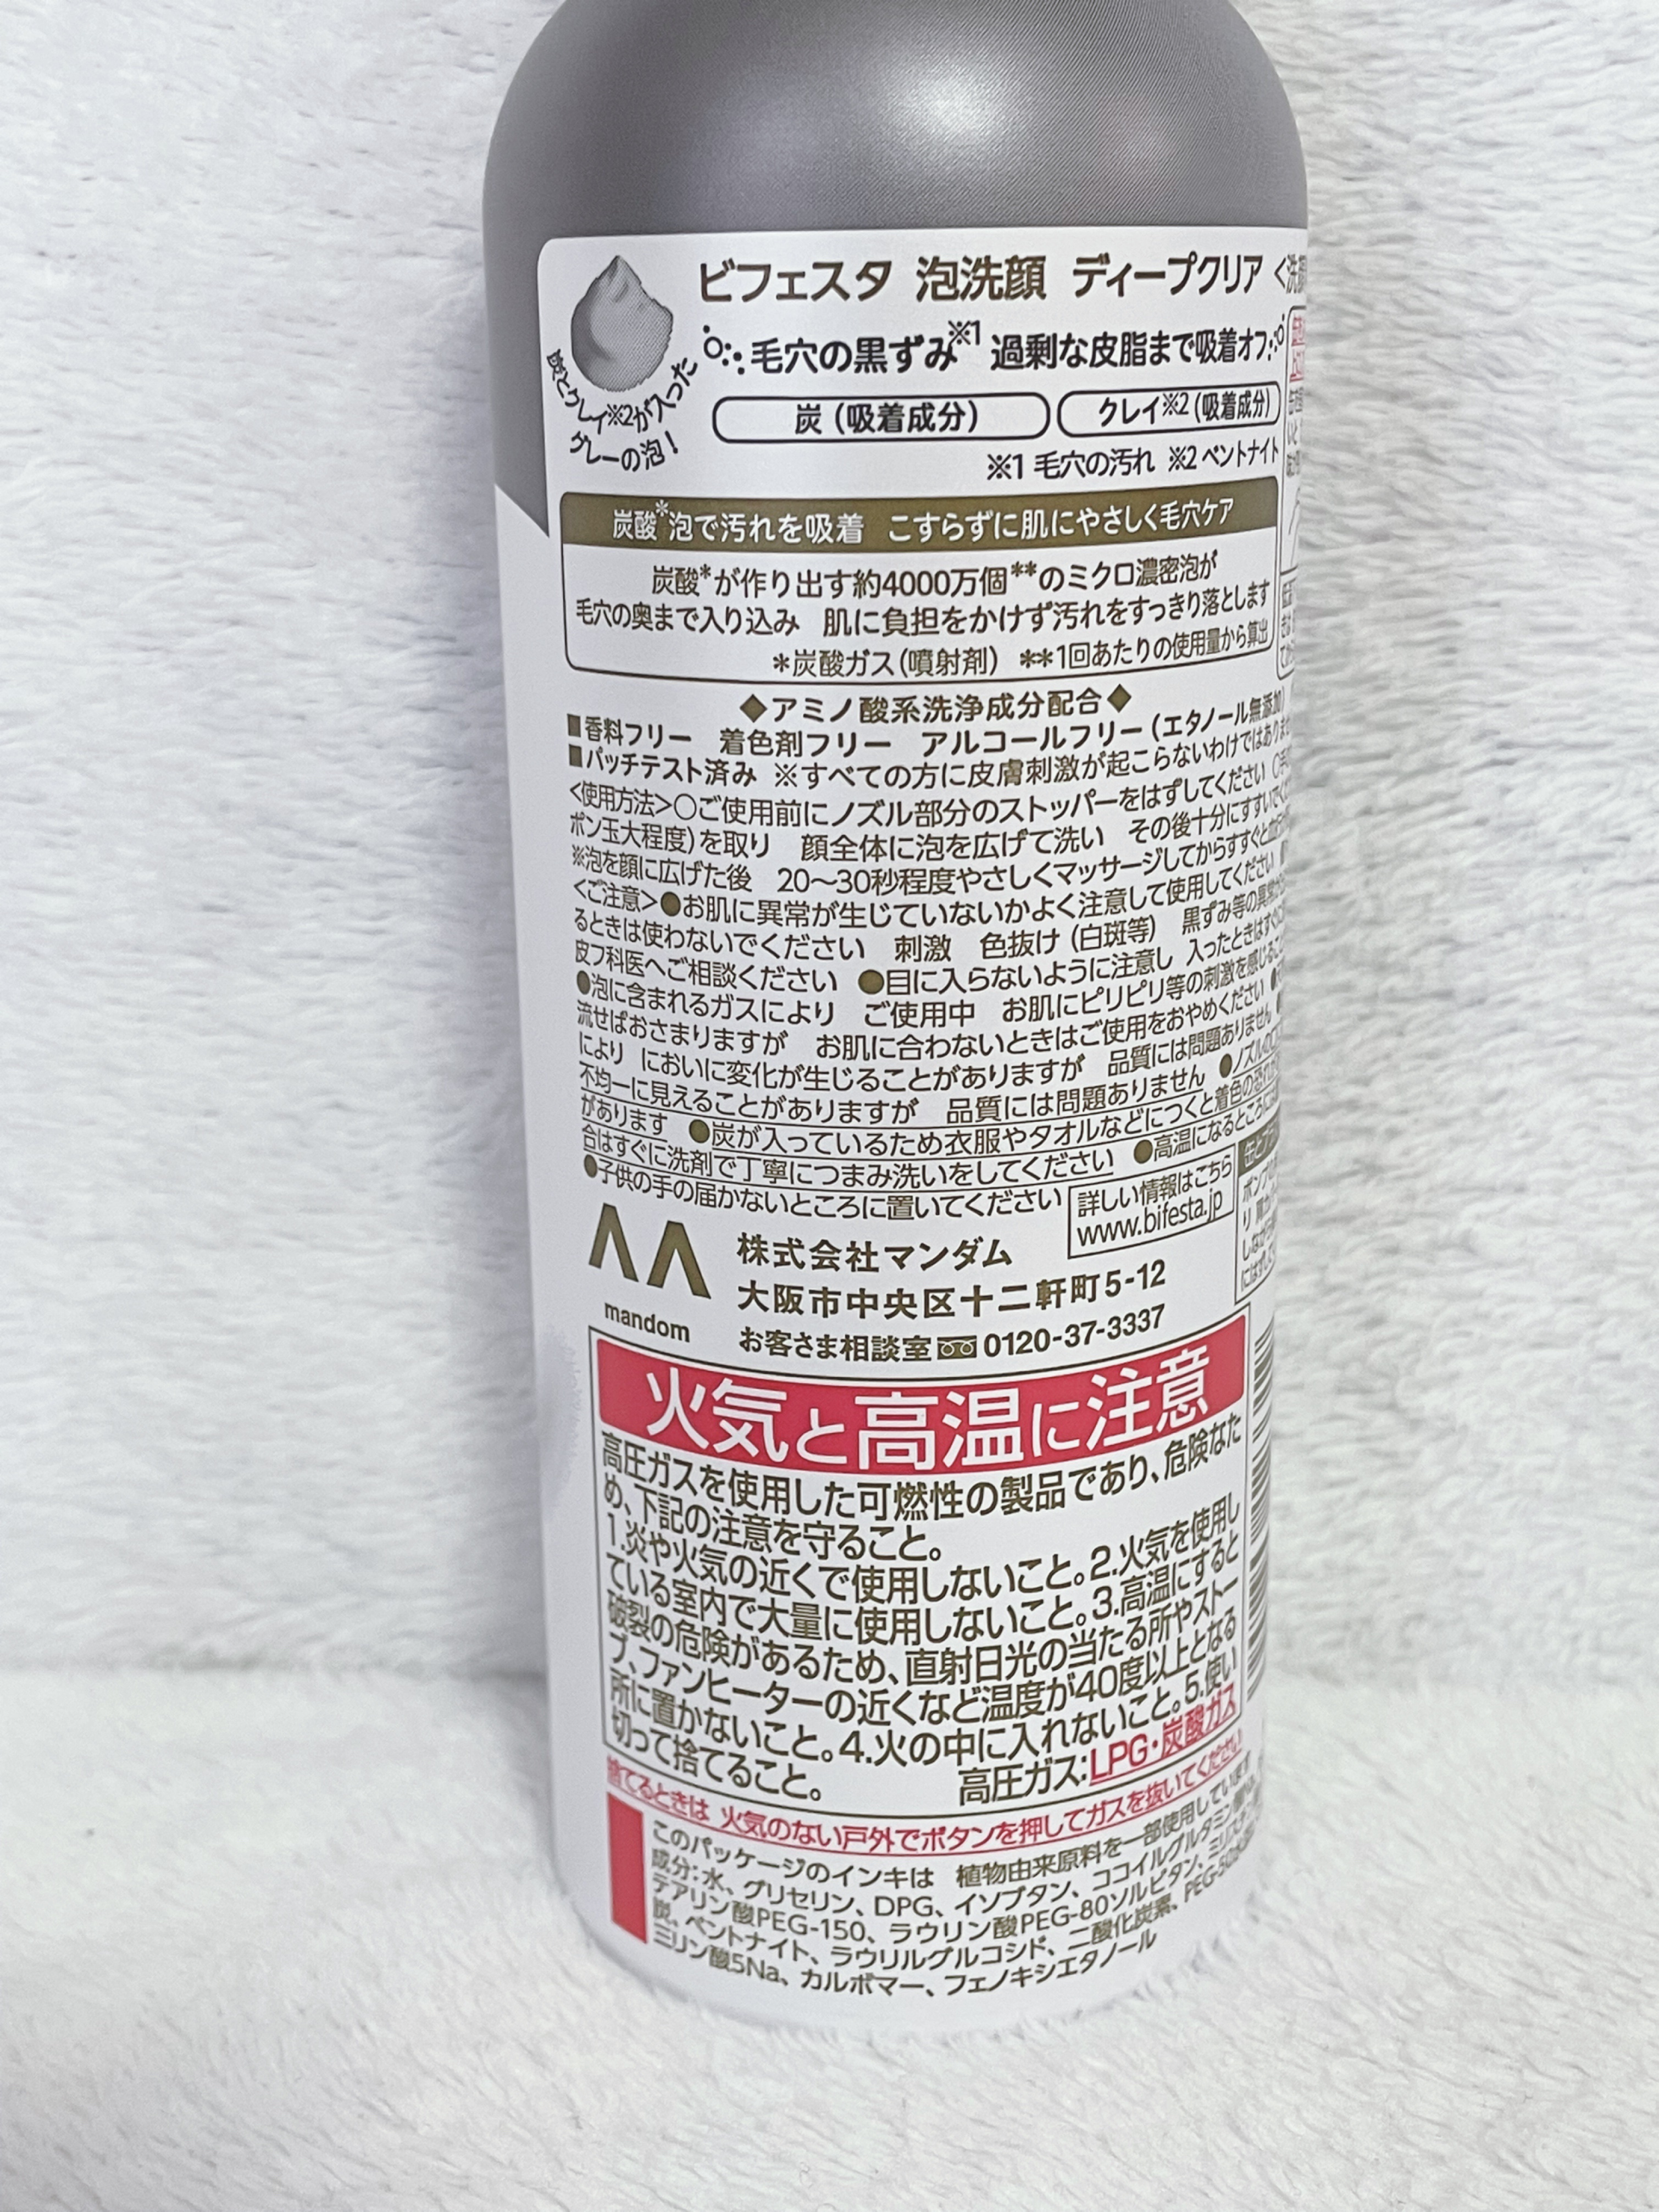 ビフェスタ 泡洗顔 ディープクリア
毛穴の黒ずみ※1 過剰な皮脂まで吸着オフ
炭とクレイ※2が入った
グレーの泡！
炭（吸着成分） クレイ※2（吸着成分）
※1 毛穴の汚れ ※2 ベントナイト
炭酸*泡で汚れを吸着 こすらずに肌にやさしく毛穴ケア
炭酸*が作り出す約4000万個**のミクロ濃密泡が
毛穴の奥まで入り込み 肌に負担をかけず汚れをすっきり落とします
*炭酸ガス（噴射剤） **1回あたりの使用量から算出
◆アミノ酸系洗浄成分配合◆
■香料フリー 着色剤フリー アルコールフリー（エタノール無添加）
■パッチテスト済み ※すべての方に皮膚刺激が起こらないわけではありま
<使用方法>○ご使用前にノズル部分のストッパーをはずしてください
ポン玉大程度）を取り 顔全体に泡を広げて洗い その後十分にすすいで
※泡を顔に広げた後 20～30秒程度やさしくマッサージしてからすすぐと
<ご注意>●お肌に異常が生じていないかよく注意して使用してください
るときは使わないでください 刺激 色抜け（白斑等） 黒ずみ等の異常が
皮フ科医へご相談ください ●目に入らないように注意し 入ったときはすぐに
●泡に含まれるガスにより ご使用中 お肌にピリピリ等の刺激を感じること
流せばおさまりますが お肌に合わないときはご使用をおやめください
により においに変化が生じることがありますが 品質には問題ありません
不均一に見えることがありますが 品質には問題ありません ●ノズルの
があります ●炭が入っているため衣服やタオルなどにつくと着色の恐れが
合はすぐに洗剤で丁寧につまみ洗いをしてください ●高温になるところに
●子供の手の届かないところに置いてください
詳しい情報はこちら
www.bifesta.jp
mandom
株式会社マンダム
大阪市中央区十二軒町5-12
お客さま相談室 0120-37-3337
火気と高温に注意
高圧ガスを使用した可燃性の製品であり、危険なた
め、下記の注意を守ること。
1.炎や火気の近くで使用しないこと。2.火気を使用し
ている室内で大量に使用しないこと。3.高温にすると
破裂の危険があるため、直射日光の当たる所やストー
ブ、ファンヒーターの近くなど温度が40度以上となる
所に置かないこと。4.火の中に入れないこと。5.使い
切って捨てること。
高圧ガス:LPG・炭酸ガス
捨てるときは 火気のない戸外でボタンを押してガスを抜いてください
このパッケージのインキは 植物由来原料を一部使用しています
成分：水、グリセリン、DPG、イソブタン、ココイルグルタミン酸
テアリン酸PEG-150、ラウリン酸PEG-80ソルビタン、ミリスチン酸
炭、ベントナイト、ラウリルグルコシド、二酸化炭素、
ミリン酸5Na、カルボマー、フェノキシエタノール